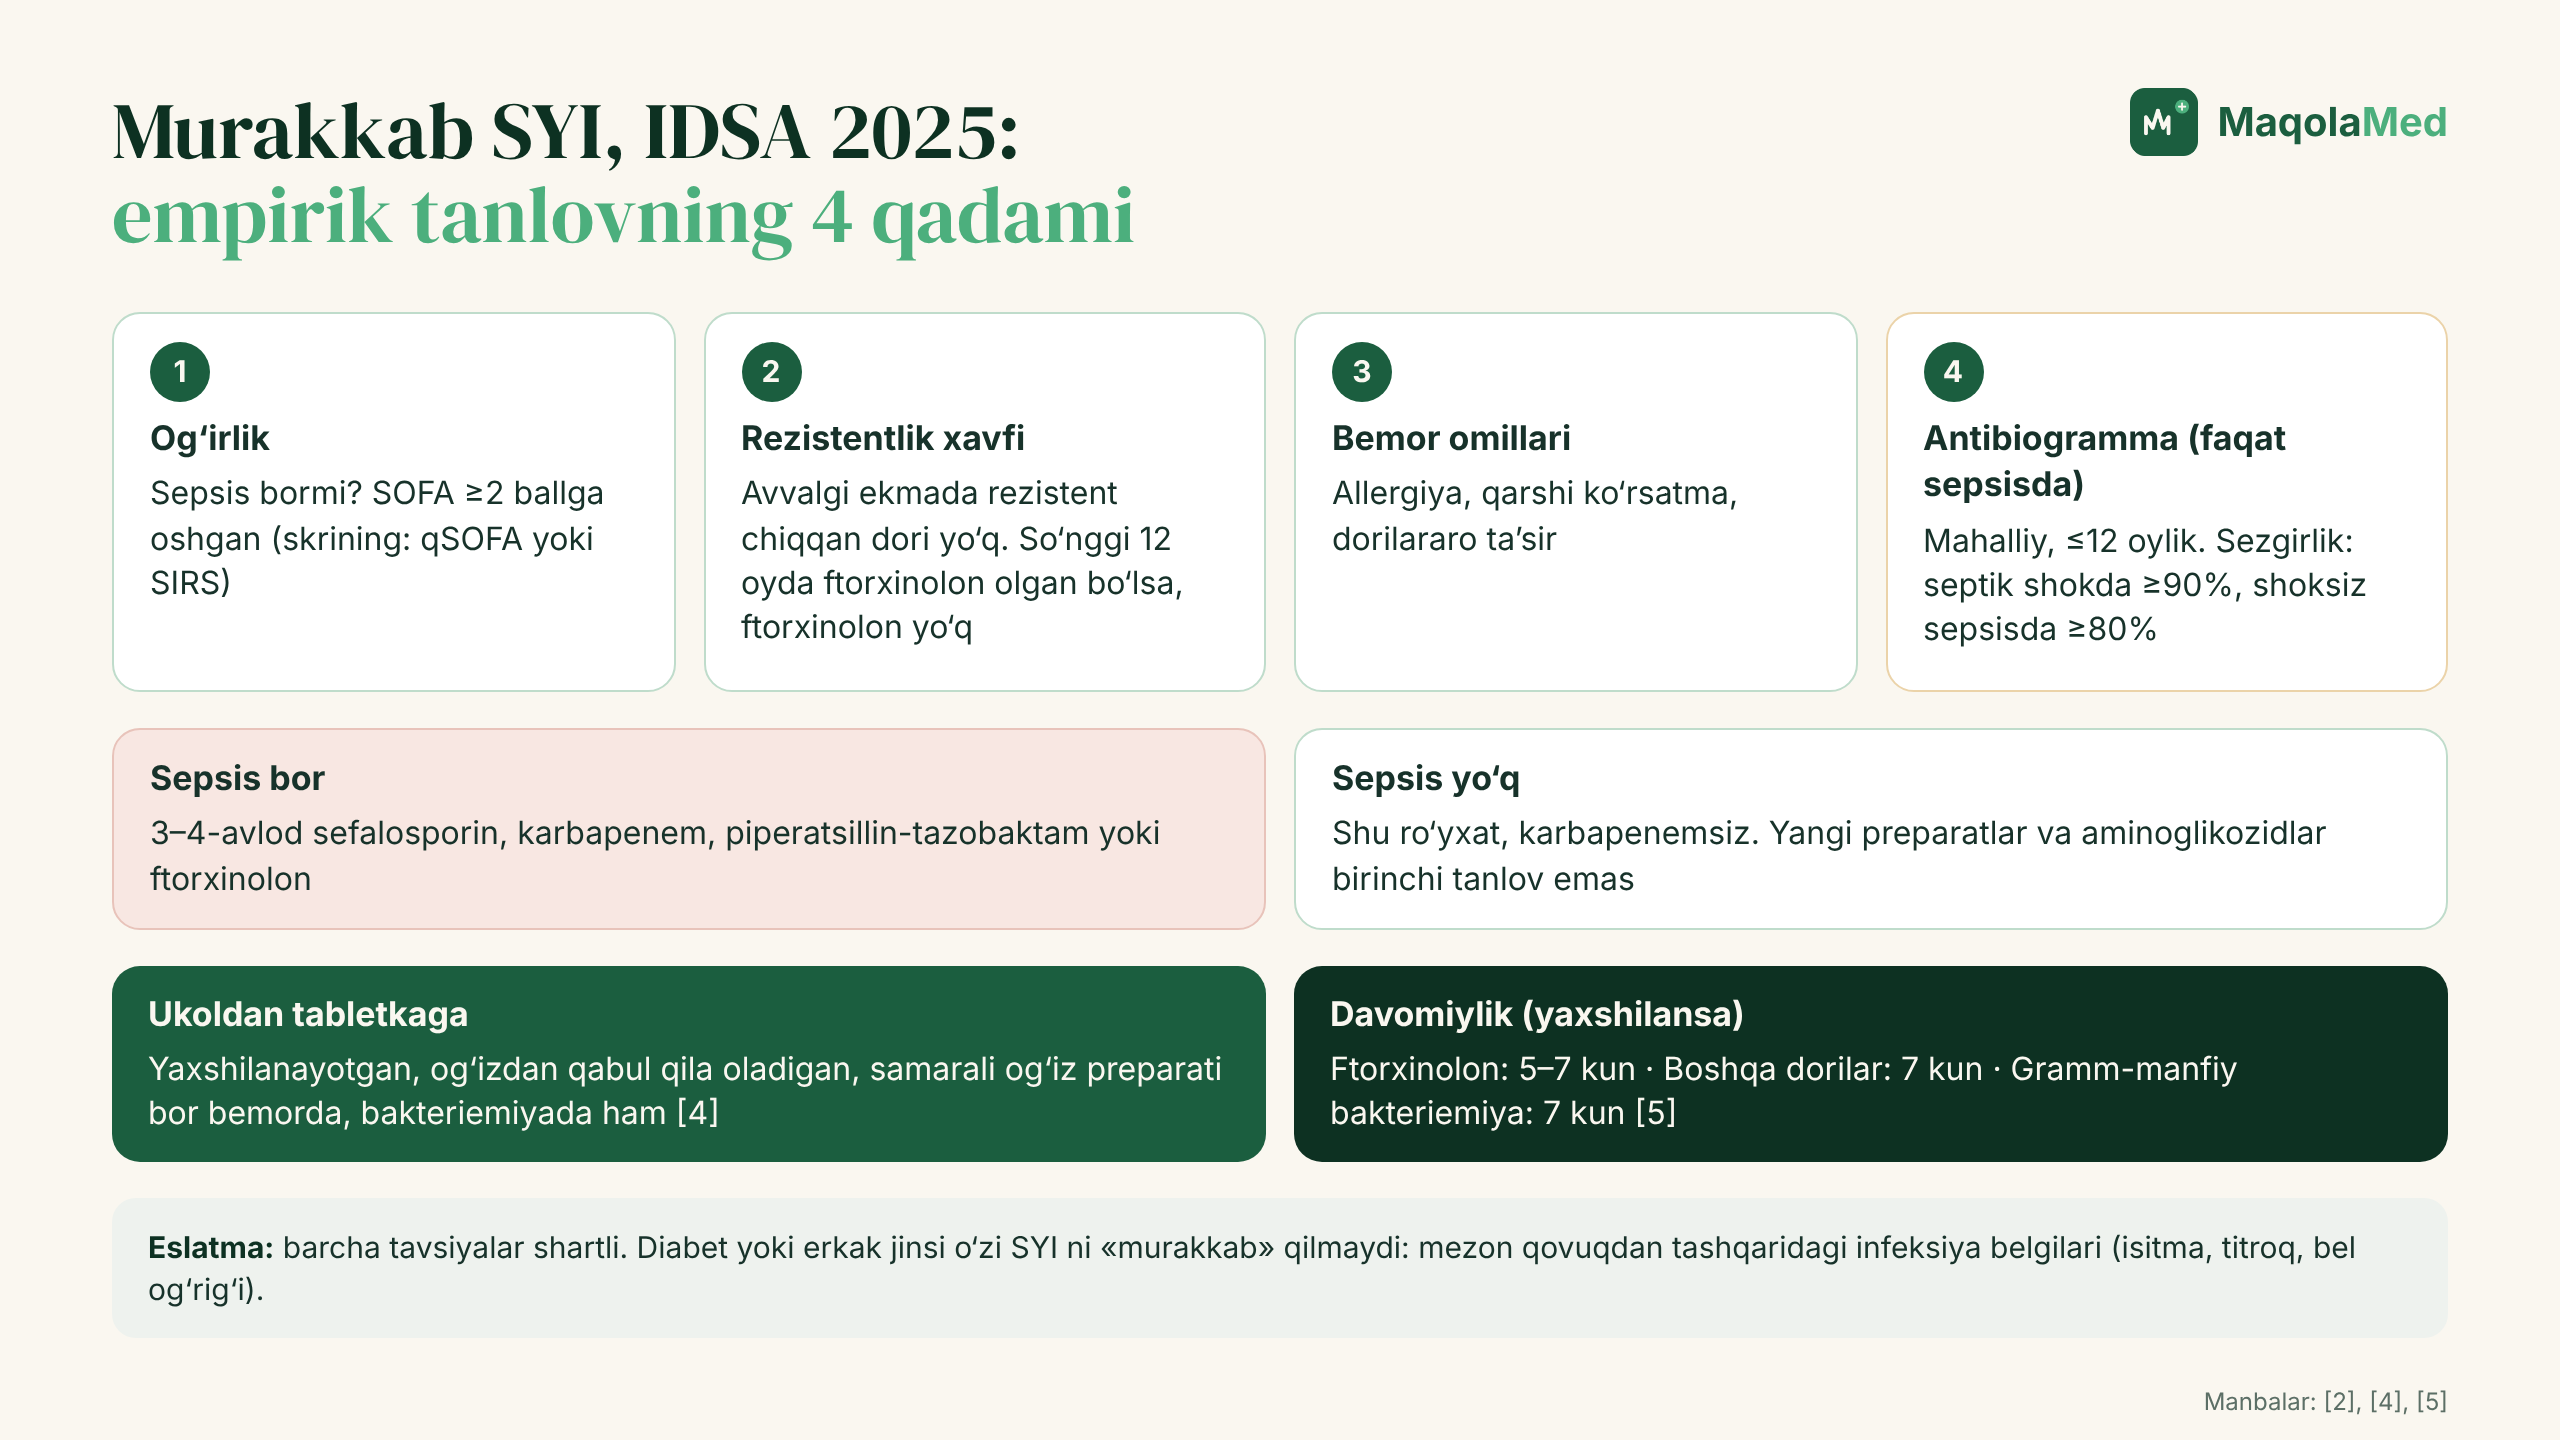 Murakkab SYI, IDSA 2025:
empirik tanlovning 4 qadami
MaqolaMed
1
Og‘irlik
Sepsis bormi? SOFA ≥2 ballga
oshgan (skrining: qSOFA yoki
SIRS)
2
Rezistentlik xavfi
Avvalgi ekmada rezistent
chiqqan dori yo‘q. So‘nggi 12
oyda ftorxinolon olgan bo‘lsa,
ftorxinolon yo‘q
3
Bemor omillari
Allergiya, qarshi ko‘rsatma,
dorilararo ta’sir
4
Antibiogramma (faqat
sepsisda)
Mahalliy, ≤12 oylik. Sezgirlik:
septik shokda ≥90%, shoksiz
sepsisda ≥80%
Sepsis bor
3–4-avlod sefalosporin, karbapenem, piperatsillin-tazobaktam yoki
ftorxinolon
Sepsis yo‘q
Shu ro‘yxat, karbapenemsiz. Yangi preparatlar va aminoglikozidlar
birinchi tanlov emas
Ukoldan tabletkaga
Yaxshilanayotgan, og‘izdan qabul qila oladigan, samarali og‘iz preparati
bor bemorda, bakteriemiyada ham [4]
Davomiylik (yaxshilansa)
Ftorxinolon: 5–7 kun · Boshqa dorilar: 7 kun · Gramm-manfiy
bakteriemiya: 7 kun [5]
Eslatma: barcha tavsiyalar shartli. Diabet yoki erkak jinsi o‘zi SYI ni «murakkab» qilmaydi: mezon qovuqdan tashqaridagi infeksiya belgilari (isitma, titroq, bel
og‘rig‘i).
Manbalar: [2], [4], [5]